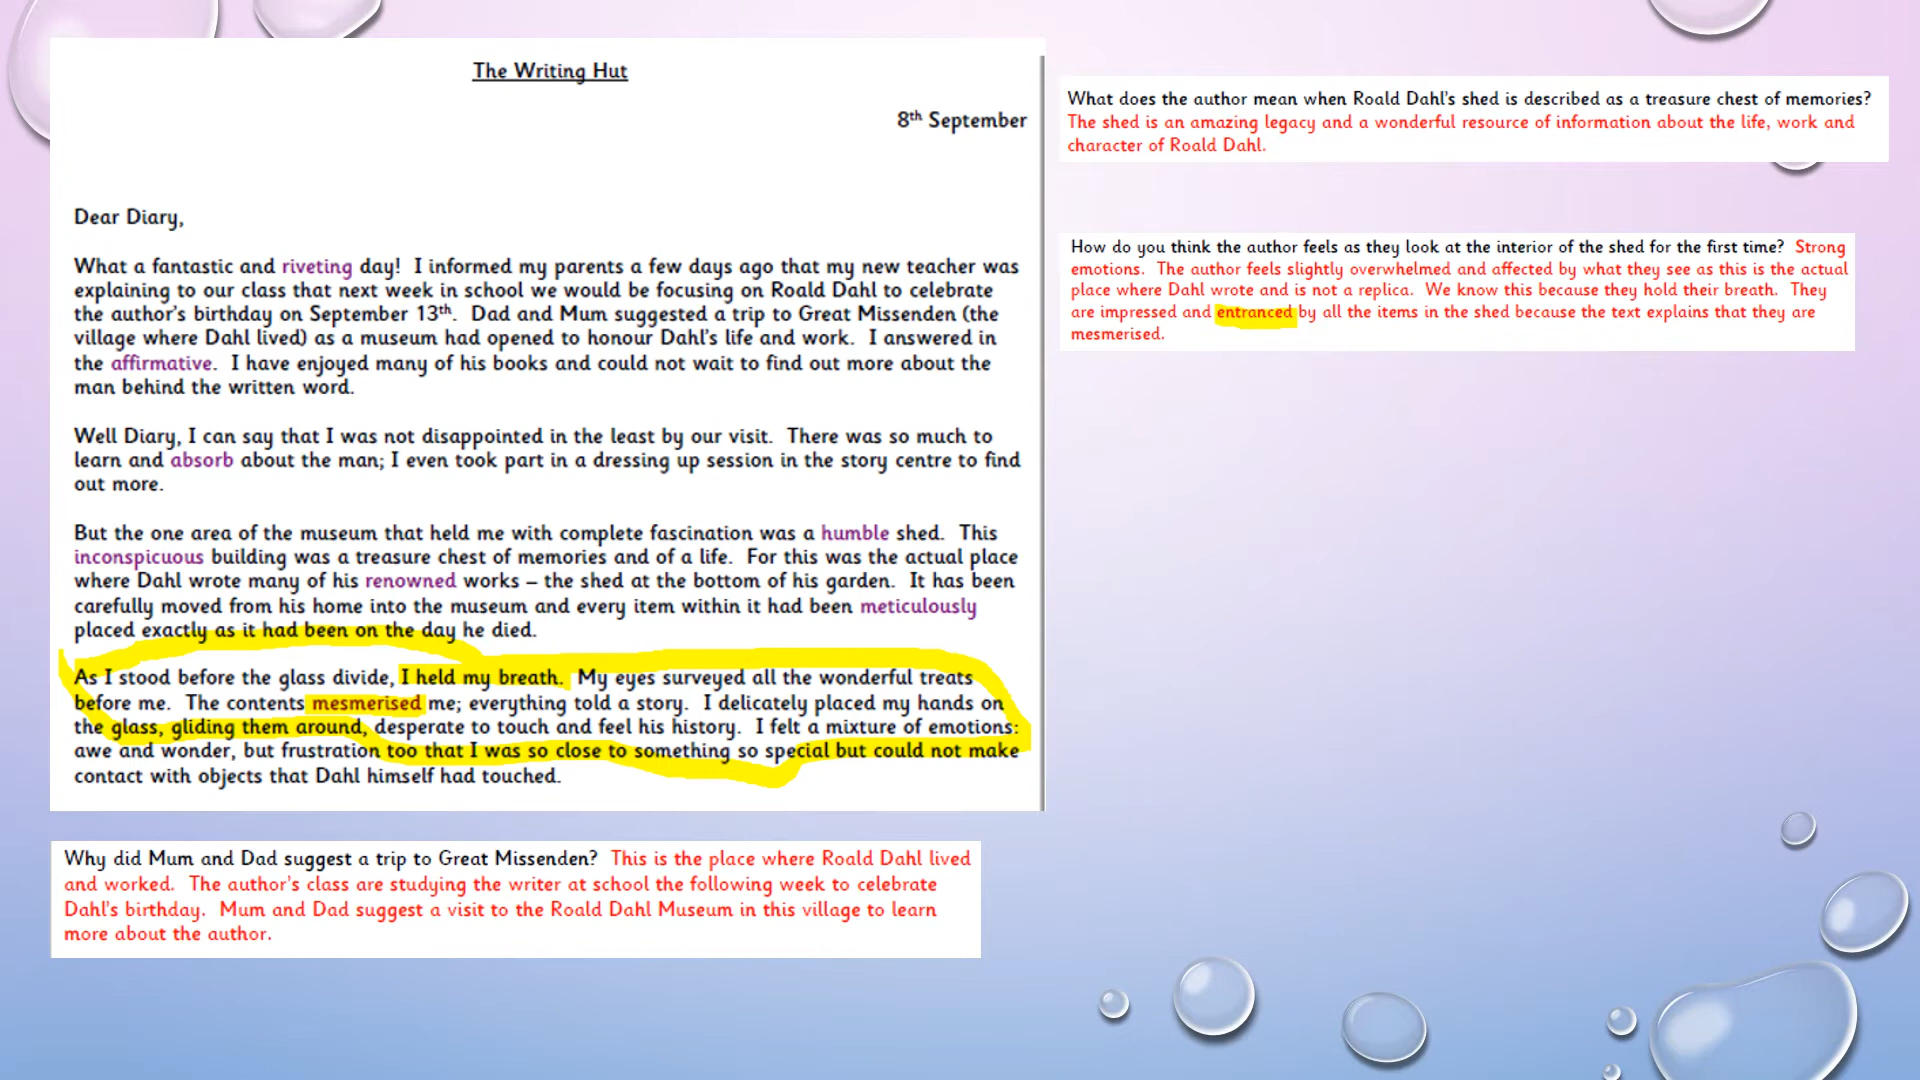 The Writing Hut
8th September
Dear Diary,
What a fantastic and riveting day! I informed my parents a few days ago that my new teacher was
explaining to our class that next week in school we would be focusing on Roald Dahl to celebrate
the author's birthday on September 13th. Dad and Mum suggested a trip to Great Missenden (the
village where Dahl lived) as a museum had opened to honour Dahl's life and work. I answered in
the affirmative. I have enjoyed many of his books and could not wait to find out more about the
man behind the written word.
Well Diary, I can say that I was not disappointed in the least by our visit. There was so much to
learn and absorb about the man; I even took part in a dressing up session in the story centre to find
out more.
But the one area of the museum that held me with complete fascination was a humble shed. This
inconspicuous building was a treasure chest of memories and of a life. For this was the actual place
where Dahl wrote many of his renowned works – the shed at the bottom of his garden. It has been
carefully moved from his home into the museum and every item within it had been meticulously
placed exactly as it had been on the day he died.
As I stood before the glass divide, I held my breath. My eyes surveyed all the wonderful treats
before me. The contents mesmerised me; everything told a story. I delicately placed my hands on
the glass, gliding them around, desperate to touch and feel his history. I felt a mixture of emotions:
awe and wonder, but frustration too that I was so close to something so special but could not make
contact with objects that Dahl himself had touched.
Why did Mum and Dad suggest a trip to Great Missenden? This is the place where Roald Dahl lived
and worked. The author's class are studying the writer at school the following week to celebrate
Dahl's birthday. Mum and Dad suggest a visit to the Roald Dahl Museum in this village to learn
more about the author.
What does the author mean when Roald Dahl's shed is described as a treasure chest of memories?
The shed is an amazing legacy and a wonderful resource of information about the life, work and
character of Roald Dahl.
How do you think the author feels as they look at the interior of the shed for the first time? Strong
emotions. The author feels slightly overwhelmed and affected by what they see as this is the actual
place where Dahl wrote and is not a replica. We know this because they hold their breath. They
are impressed and entranced by all the items in the shed because the text explains that they are
mesmerised.